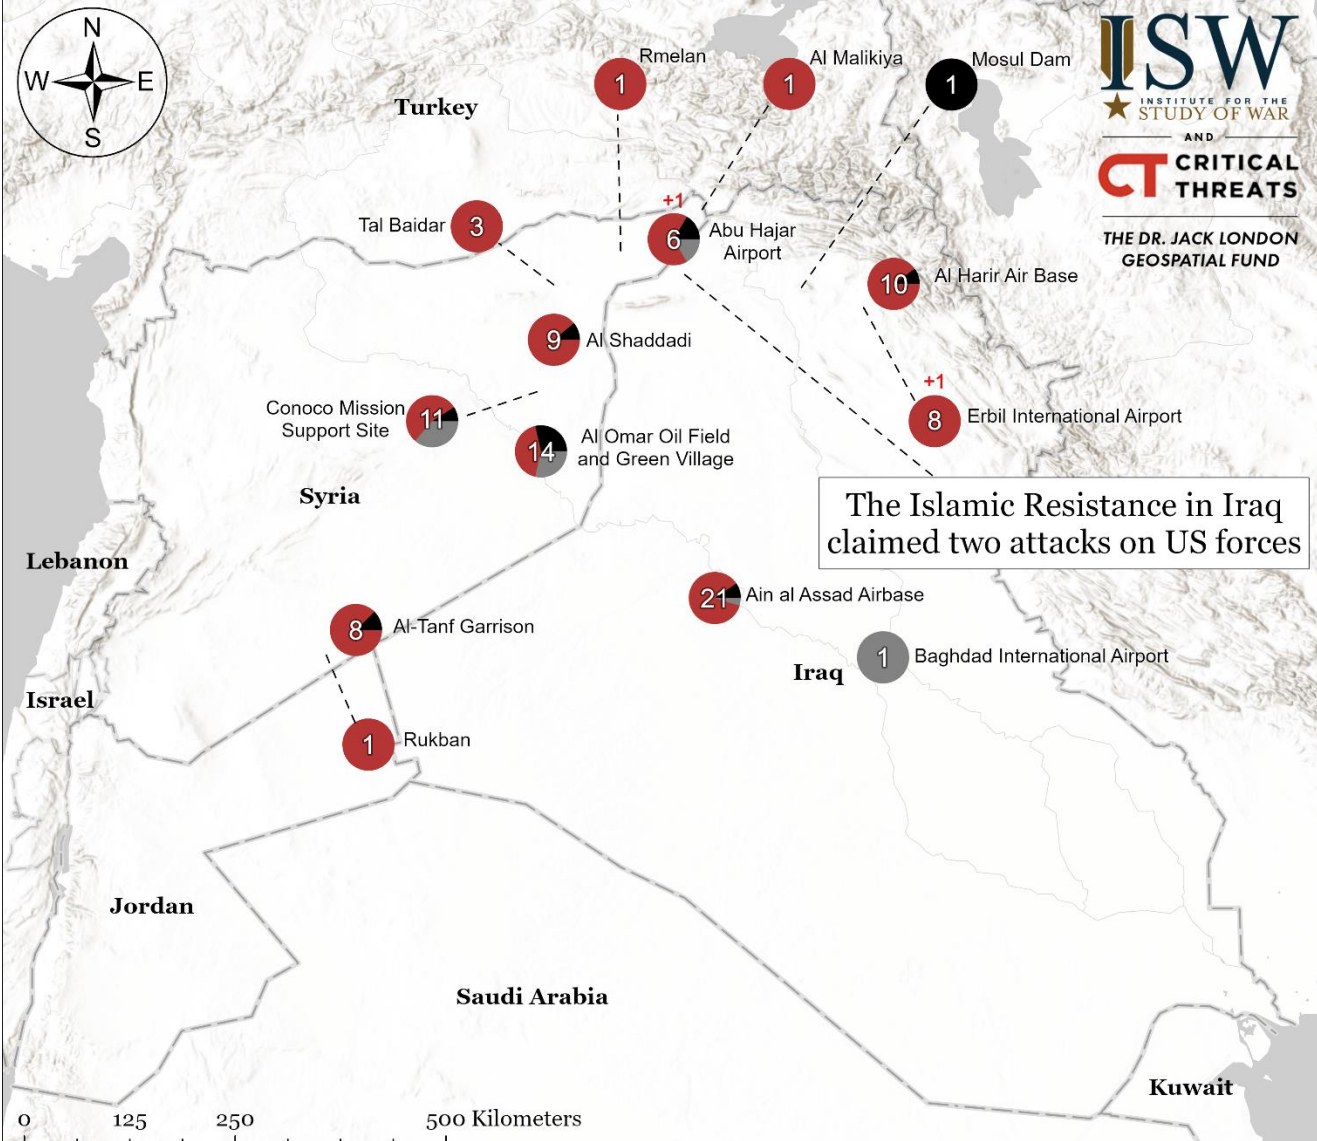 N
W E
S
Turkey
1
Rmelan
1
Al Malikiya
1
Mosul Dam
ISW
INSTITUTE FOR THE
STUDY OF WAR
AND
CT CRITICAL
THREATS
THE DR. JACK LONDON
GEOSPATIAL FUND
Tal Baidar
3
+1
6
Abu Hajar
Airport
10
Al Harir Air Base
9
Al Shaddadi
+1
8
Erbil International Airport
Conoco Mission
Support Site
11
14
Al Omar Oil Field
and Green Village
Syria
The Islamic Resistance in Iraq
claimed two attacks on US forces
Lebanon
21
Ain al Assad Airbase
8
Al-Tanf Garrison
1
Baghdad International Airport
Iraq
Israel
1
Rukban
Jordan
Saudi Arabia
Kuwait
0 125 250 500 Kilometers